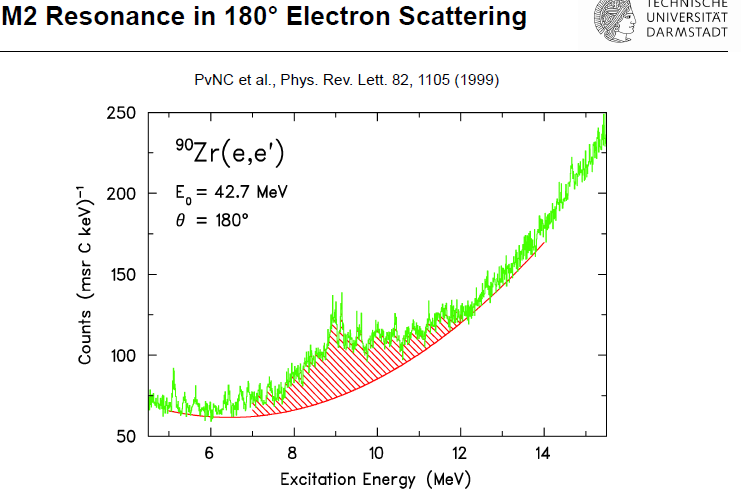 M2 Resonance in 180° Electron Scattering
TECHNISCHE
UNIVERSITÄT
DARMSTADT
PvNC et al., Phys. Rev. Lett. 82, 1105 (1999)
250
200
150
100
50
Counts (msr C keV)⁻¹
⁹⁰Zr(e,e')
E₀ = 42.7 MeV
θ = 180°
6 8 10 12 14
Excitation Energy (MeV)